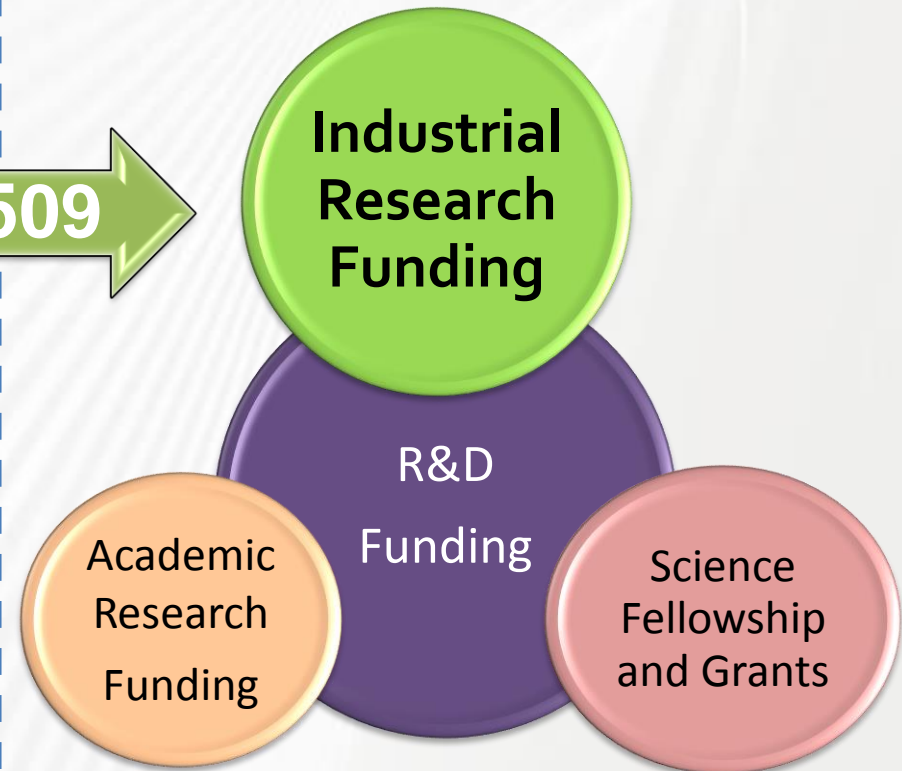 Industrial
Research
Funding
509
R&D
Funding
Academic
Research
Funding
Science
Fellowship
and Grants